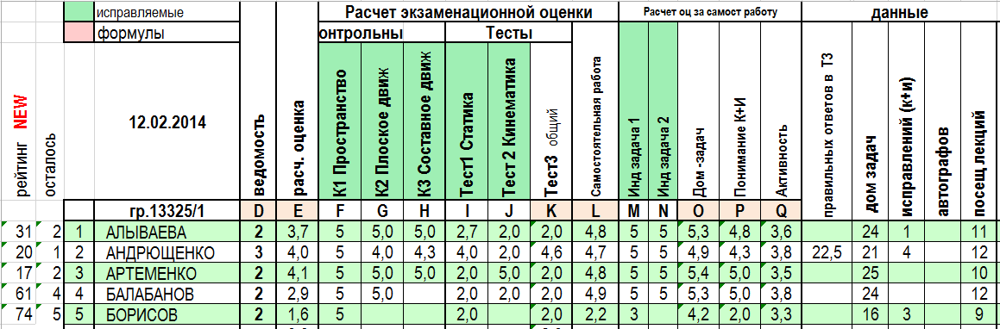 исправляемые Расчет экзаменационной оценки Расчет оц за самост работу данные
формулы онтрольны Тесты
рейтинг NEW
осталось
12.02.2014
ведомость
расч. оценка
К1 Пространство
К2 Плоское движ
К3 Составное движ
Тест1 Статика
Тест 2 Кинематика
Тест3 общий
Самостоятельная работа
Инд задача 1
Инд задача 2
Дом -задач
Понимание К+И
Активность
правильных ответов в Т3
дом задач
исправлений (к+и)
автографов
посещ лекций
гр.13325/1 D E F G H I J K L M N O P Q
31 2 1 АЛЫВАЕВА 2 3,7 5 5,0 5,0 2,7 2,0 2,0 4,8 5 5 5,3 4,8 3,6 24 1 11
20 1 2 АНДРЮЩЕНКО 3 4,0 5 4,0 4,3 4,0 2,0 4,6 4,7 5 5 4,9 4,3 3,8 22,5 21 4 12
17 2 3 АРТЕМЕНКО 2 4,1 5 5,0 5,0 2,0 5,0 2,0 4,8 5 5 5,4 5,0 3,5 25 10
61 4 4 БАЛАБАНОВ 2 2,9 5 5,0 2,0 2,0 2,0 4,9 5 5 5,3 5,0 3,8 24 12
74 5 5 БОРИСОВ 2 1,6 5 2,0 2,0 2,2 3 4,2 2,0 3,3 16 3 9